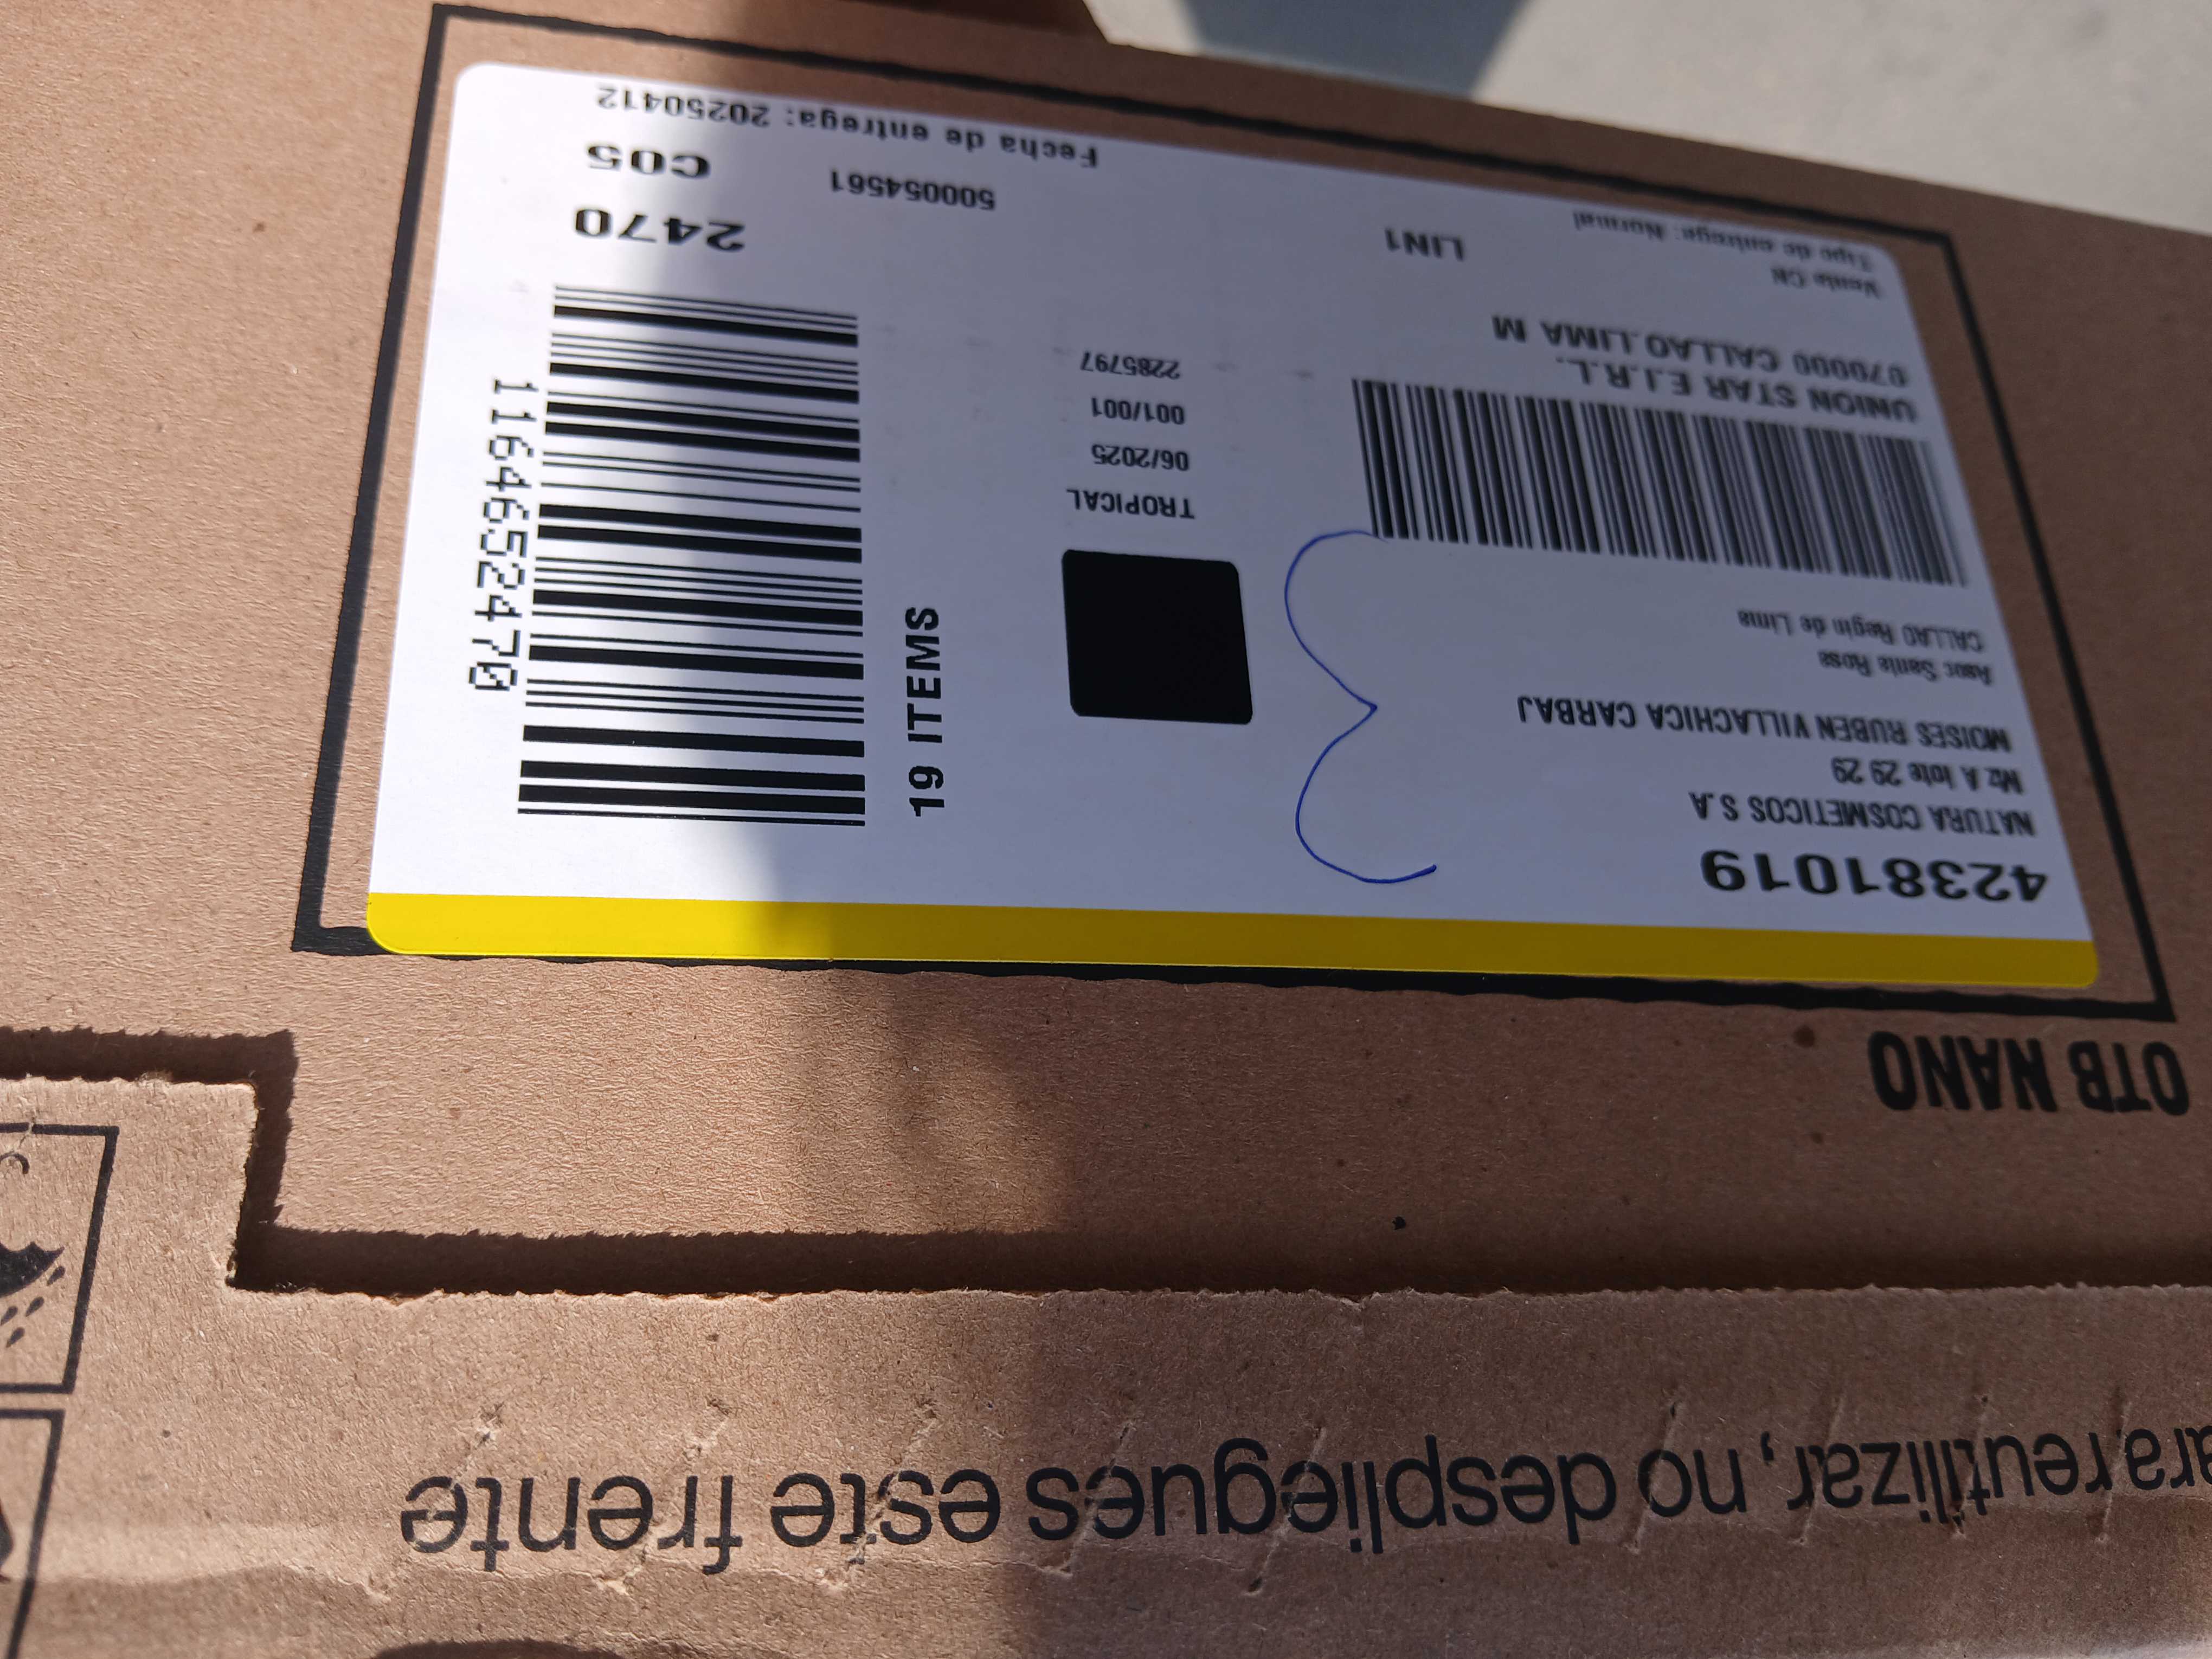 OTB NANO
42381019
NATURA COSMETICOS S.A
Mz A lote 29 29
MOISES RUBEN VILLACHICA CARBAJ
Asoc Santa Rosa
CALLAO Regin de Lima
UNION STAR E.I.R.L.
070000 CALLAO.LIMA M
Venta CN
Tipo de entrega: Normal
LIN1
TROPICAL
06/2025
001/001
2285797
19 ITEMS
1164652470
2470
C05
500054561
Fecha de entrega: 20250412
ara reutilizar, no despliegues este frente